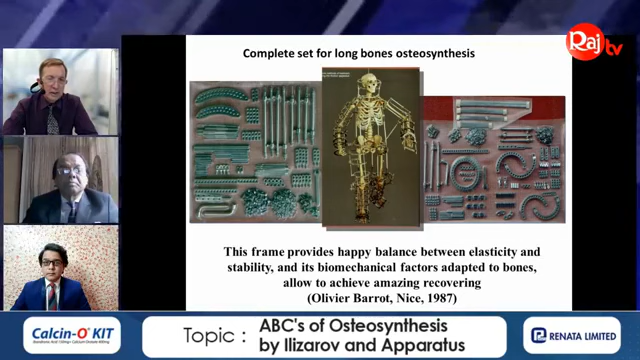 Raj tv
Complete set for long bones osteosynthesis
This frame provides happy balance between elasticity and
stability, and its biomechanical factors adapted to bones,
allow to achieve amazing recovering
(Olivier Barrot, Nice, 1987)
Calcin-O KIT
Topic : ABC's of Osteosynthesis
by Ilizarov and Apparatus
RENATA LIMITED